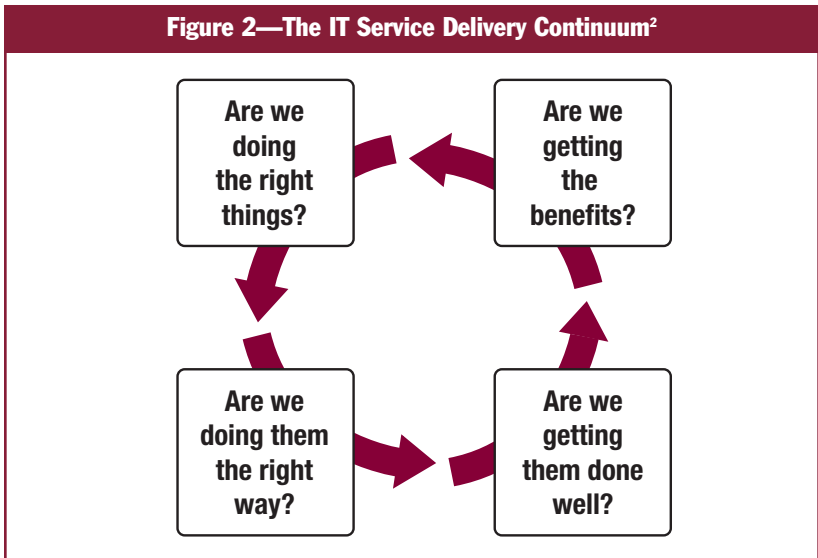 Figure 2—The IT Service Delivery Continuum²
Are we
doing
the right
things?
Are we
getting
the
benefits?
Are we
doing them
the right
way?
Are we
getting
them done
well?